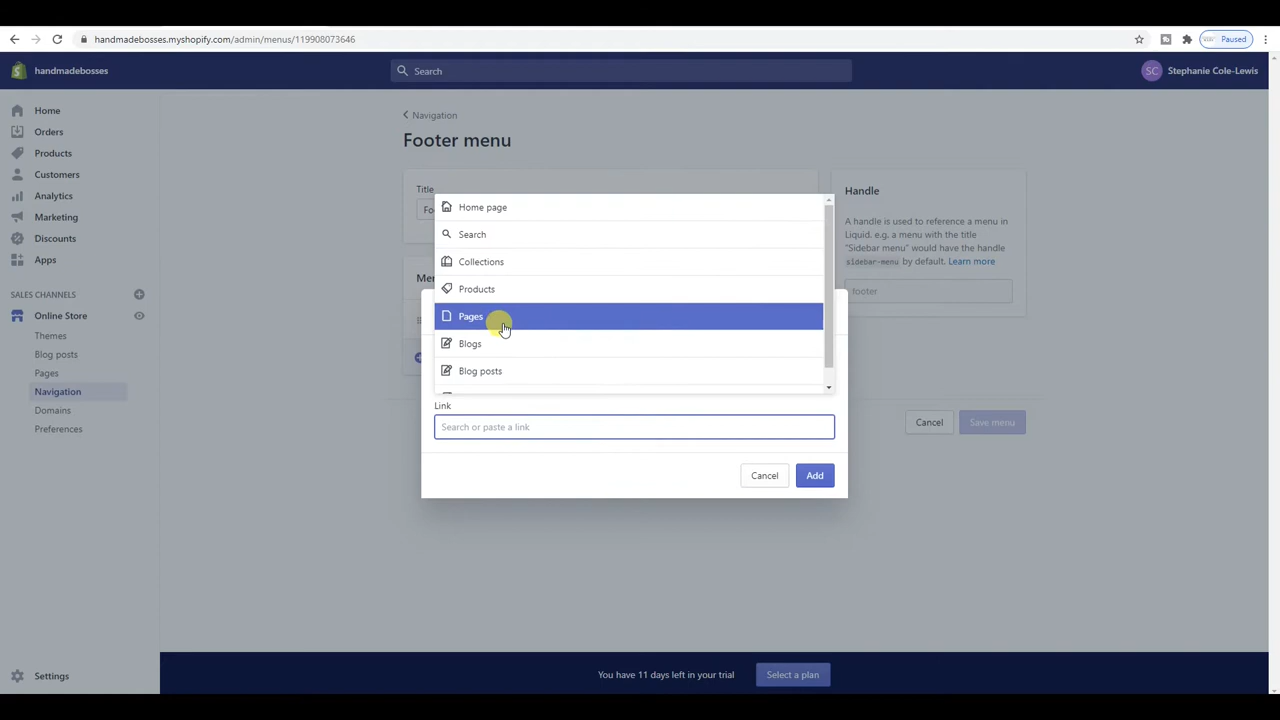 handmadebosses.myshopify.com/admin/menus/119908073646
Paused
handmadebosses
Search
SC
Stephanie Cole-Lewis
Home
Orders
Products
Customers
Analytics
Marketing
Discounts
Apps
SALES CHANNELS
Online Store
Themes
Blog posts
Pages
Navigation
Domains
Preferences
Settings
Navigation
Footer menu
Title
Fo
Men
Handle
A handle is used to reference a menu in
Liquid. e.g. a menu with the title
"Sidebar menu" would have the handle
sidebar-menu by default. Learn more
footer
Home page
Search
Collections
Products
Pages
Blogs
Blog posts
Link
Search or paste a link
Cancel
Add
Cancel
Save menu
You have 11 days left in your trial
Select a plan